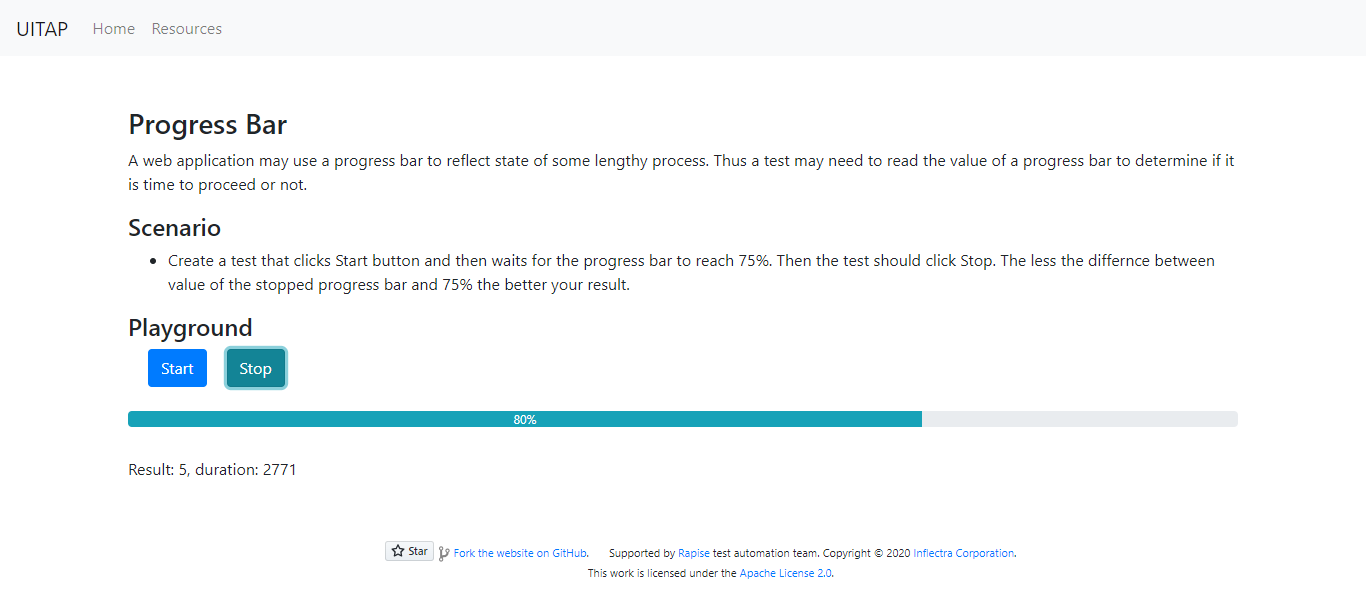 UITAP Home Resources
Progress Bar
A web application may use a progress bar to reflect state of some lengthy process. Thus a test may need to read the value of a progress bar to determine if it
is time to proceed or not.
Scenario
• Create a test that clicks Start button and then waits for the progress bar to reach 75%. Then the test should click Stop. The less the differnce between
value of the stopped progress bar and 75% the better your result.
Playground
Start Stop
80%
Result: 5, duration: 2771
Star Fork the website on GitHub. Supported by Rapise test automation team. Copyright © 2020 Inflectra Corporation.
This work is licensed under the Apache License 2.0.